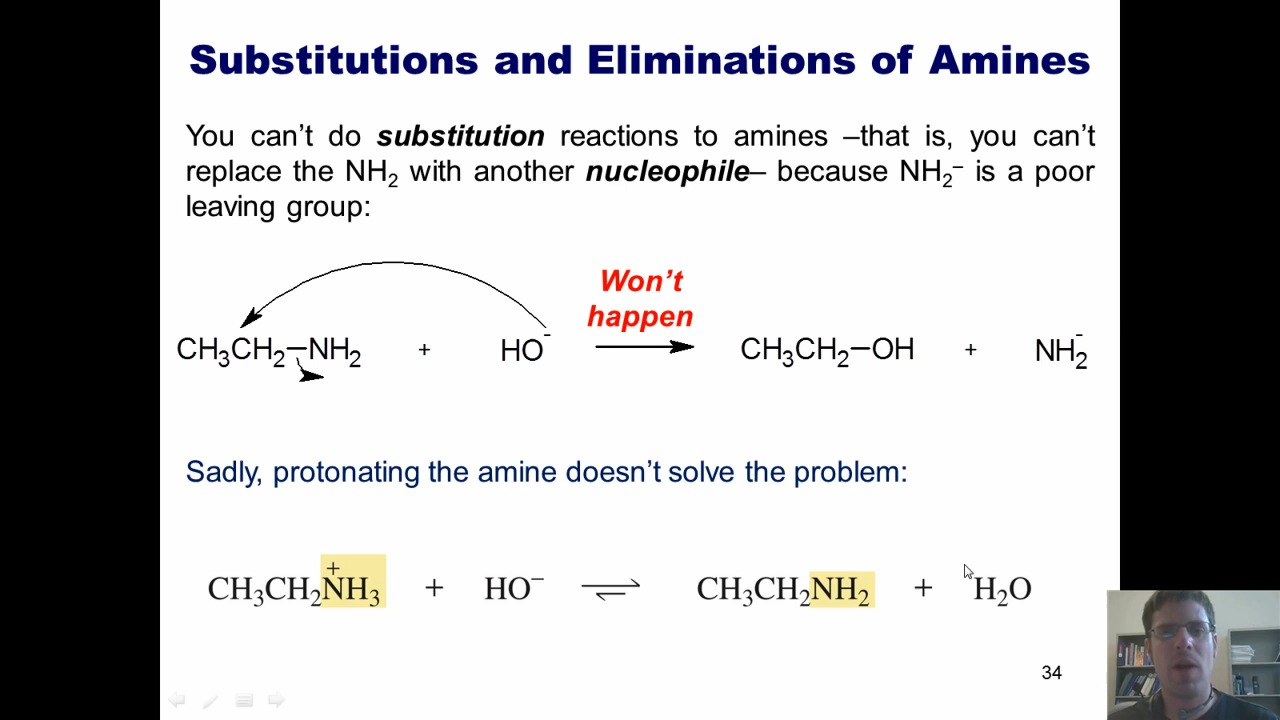 Substitutions and Eliminations of Amines
You can't do substitution reactions to amines –that is, you can't
replace the NH₂ with another nucleophile– because NH₂⁻ is a poor
leaving group:
Won't
happen
CH₃CH₂–NH₂ + HO⁻ → CH₃CH₂–OH + NH₂⁻
Sadly, protonating the amine doesn't solve the problem:
CH₃CH₂N⁺H₃ + HO⁻ ⇌ CH₃CH₂NH₂ + H₂O
34